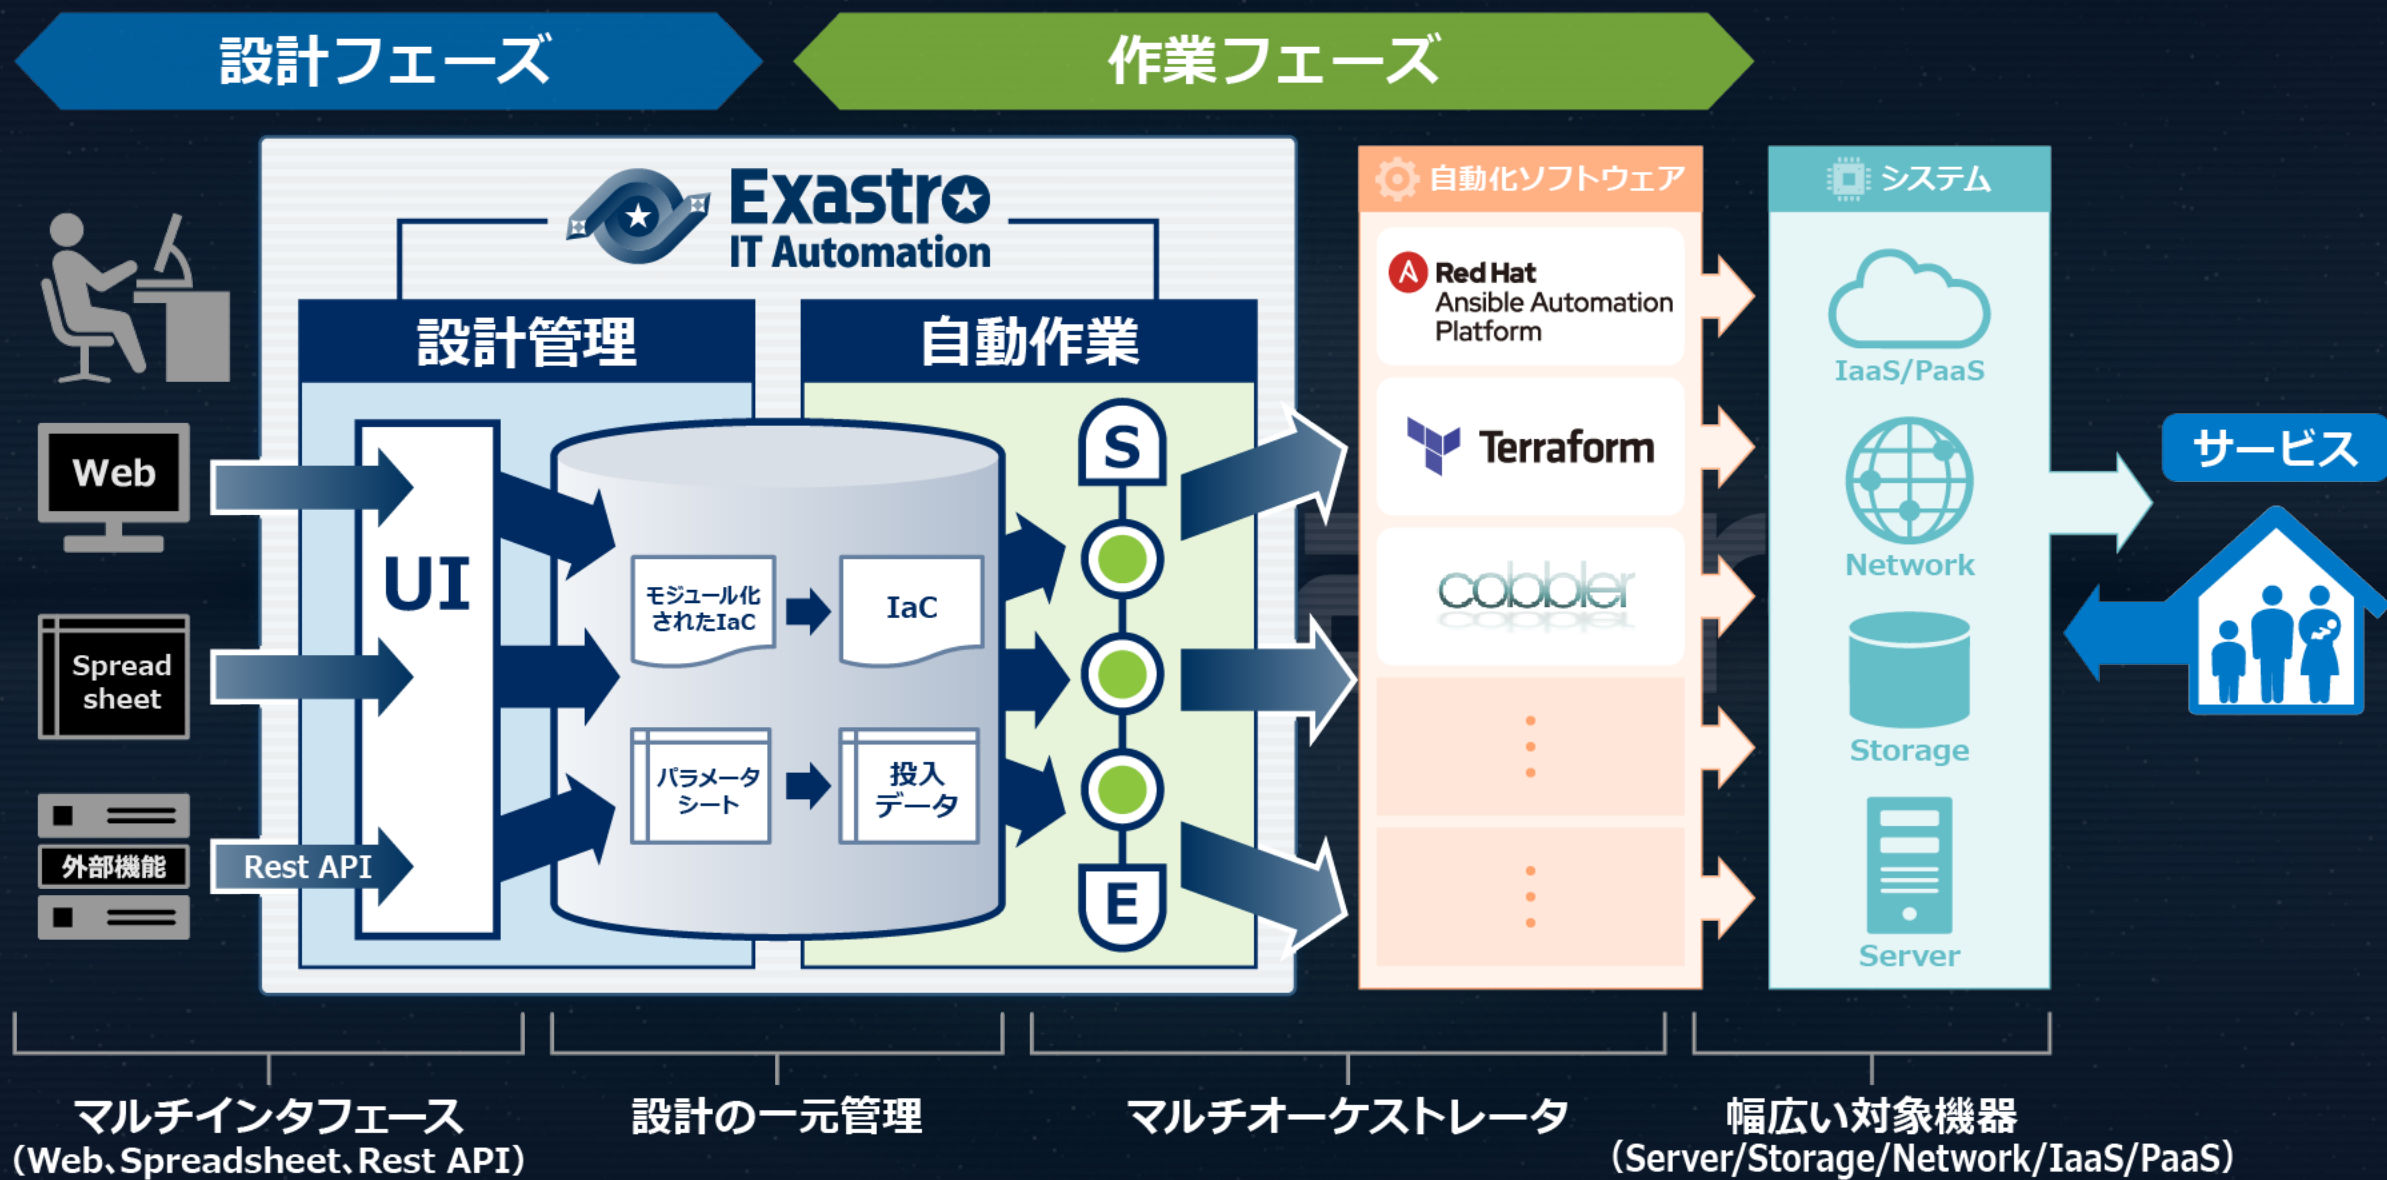 設計フェーズ
作業フェーズ
Exastro
IT Automation
設計管理
自動作業
Web
Spread
sheet
外部機能
Rest API
UI
モジュール化
されたIaC
IaC
パラメータ
シート
投入
データ
S
E
自動化ソフトウェア
Red Hat
Ansible Automation
Platform
Terraform
cobbler
システム
IaaS/PaaS
Network
Storage
Server
サービス
マルチインタフェース
(Web、Spreadsheet、Rest API)
設計の一元管理
マルチオーケストレータ
幅広い対象機器
(Server/Storage/Network/IaaS/PaaS)